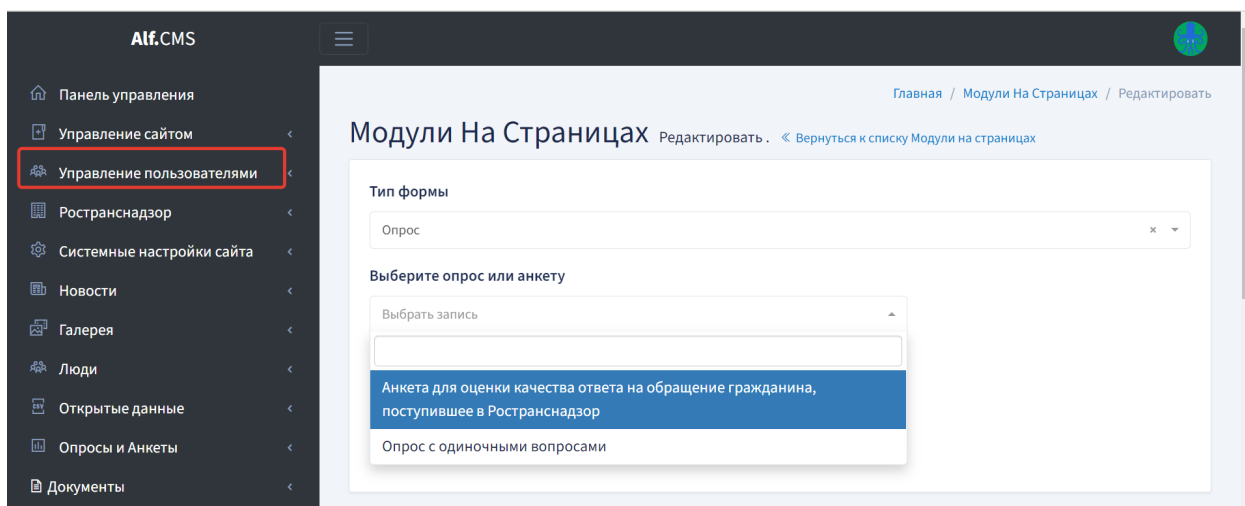 Alf.CMS
Панель управления
Управление сайтом
Управление пользователями
Ространснадзор
Системные настройки сайта
Новости
Галерея
Люди
Открытые данные
Опросы и Анкеты
Документы
Главная / Модули На Страницах / Редактировать
Модули На Страницах Редактировать. « Вернуться к списку Модули на страницах
Тип формы
Опрос
Выберите опрос или анкету
Выбрать запись
Анкета для оценки качества ответа на обращение гражданина,
поступившее в Ространснадзор
Опрос с одиночными вопросами